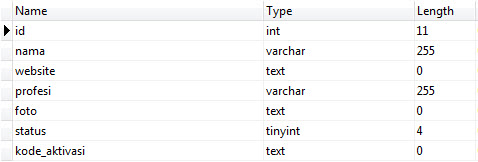 Name Type Length
id int 11
nama varchar 255
website text 0
profesi varchar 255
foto text 0
status tinyint 4
kode_aktivasi text 0